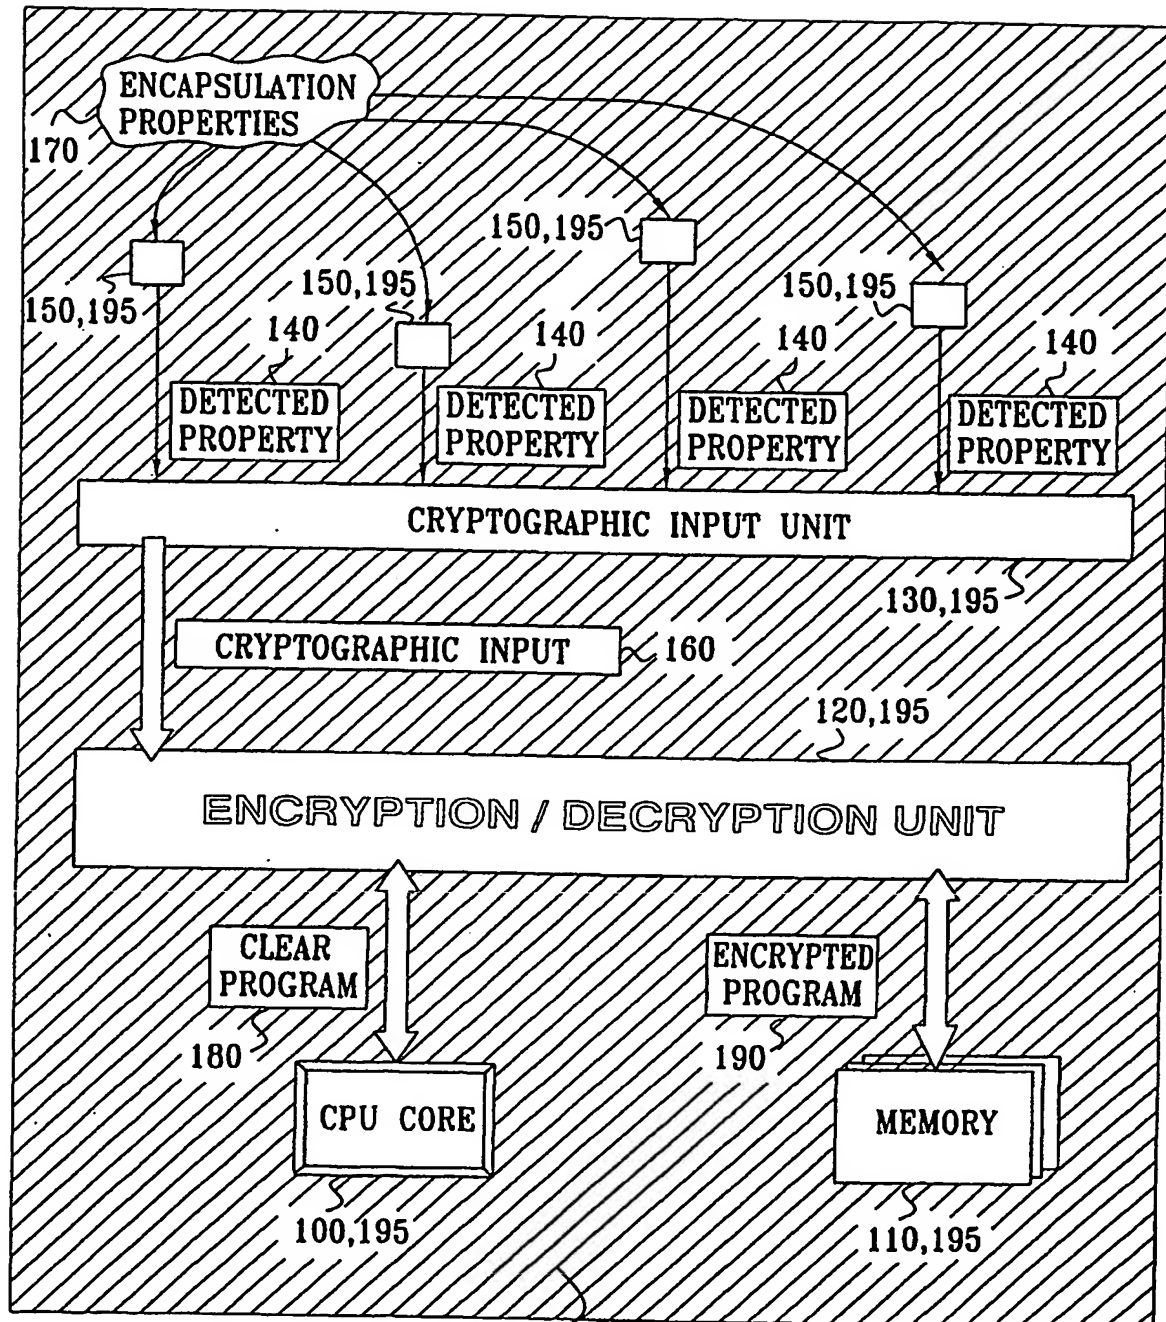 ENCAPSULATION
PROPERTIES
170
150,195
150,195
150,195
150,195
140
140
140
140
DETECTED
PROPERTY
DETECTED
PROPERTY
DETECTED
PROPERTY
DETECTED
PROPERTY
CRYPTOGRAPHIC INPUT UNIT
130,195
CRYPTOGRAPHIC INPUT
160
120,195
ENCRYPTION / DECRYPTION UNIT
CLEAR
PROGRAM
180
ENCRYPTED
PROGRAM
190
CPU CORE
MEMORY
100,195
110,195